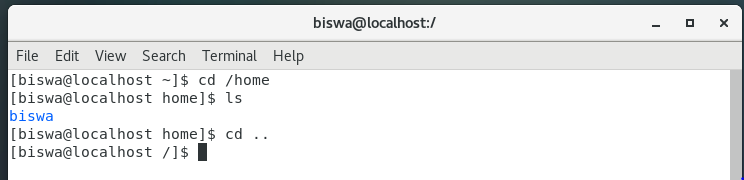 biswa@localhost:/
File Edit View Search Terminal Help
[biswa@localhost ~]$ cd /home
[biswa@localhost home]$ ls
biswa
[biswa@localhost home]$ cd ..
[biswa@localhost /]$